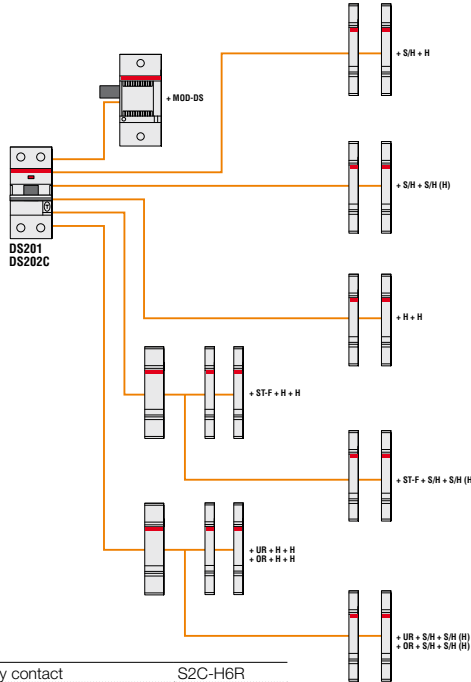 + S/H + H
+ MOD-DS
+ S/H + S/H (H)
DS201
DS202C
+ H + H
+ ST-F + H + H
+ ST-F + S/H + S/H (H
+ UR + H + H
+ OR + H + H
+ UR + S/H + S/H (H)
+ OR + S/H + S/H (H)
y contact S2C-H6R